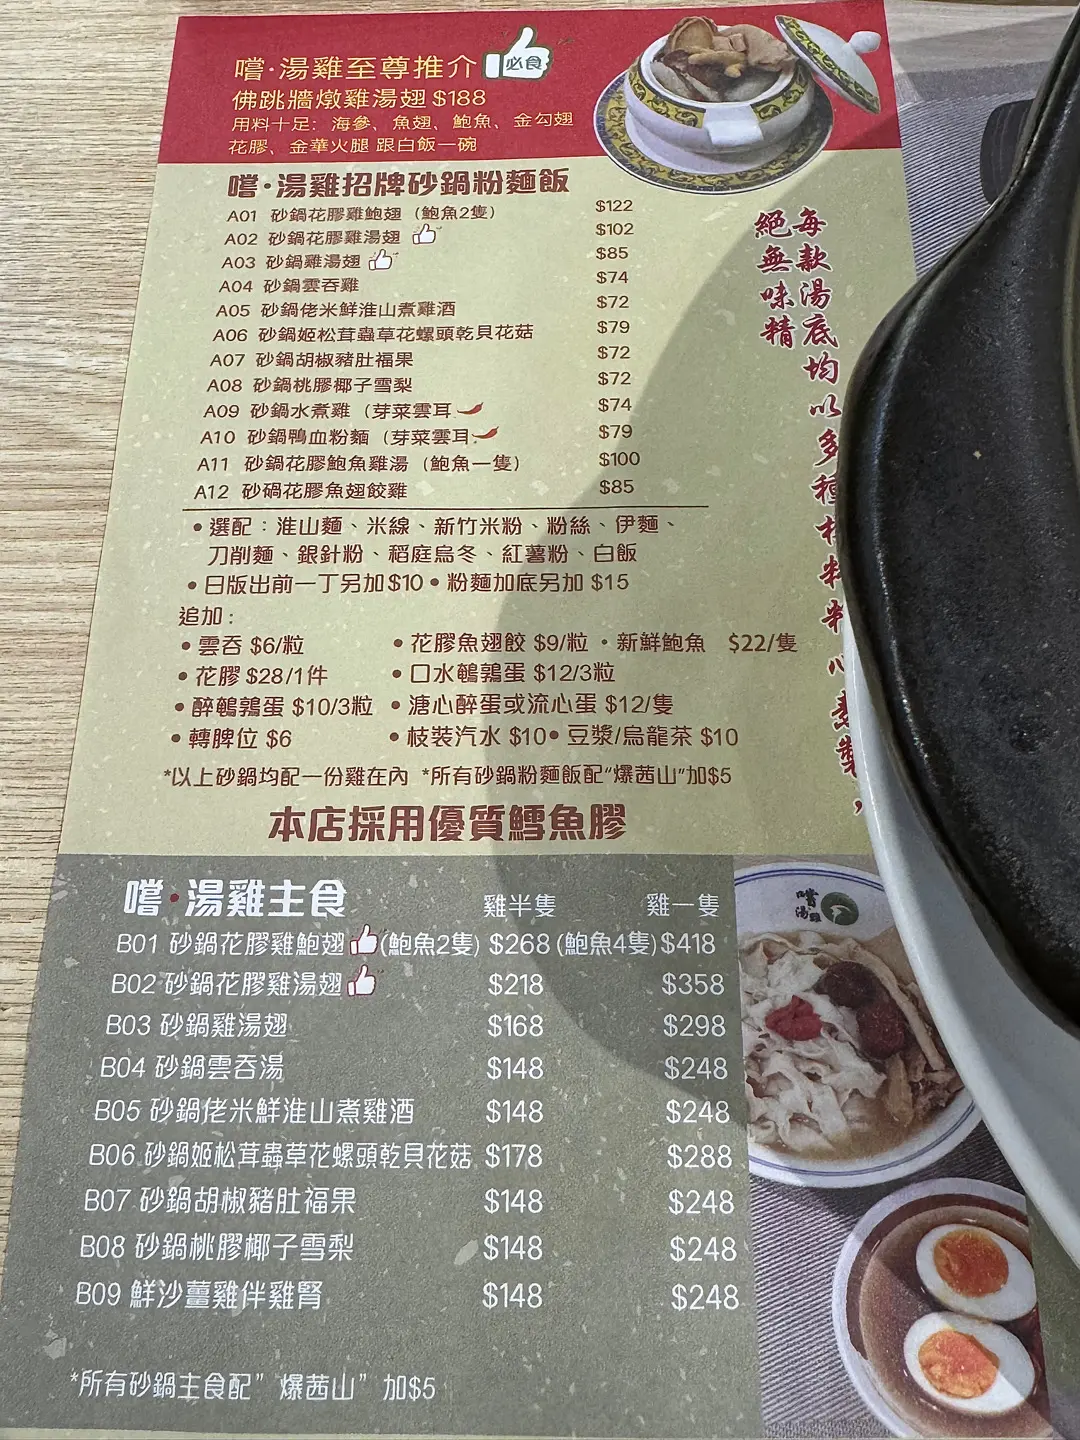 嚐·湯雞至尊推介 必食
佛跳牆燉雞湯翅 $188
用料十足：海參、魚翅、鮑魚、金勾翅
花膠、金華火腿 跟白飯一碗
嚐·湯雞招牌砂鍋粉麵飯
A01 砂鍋花膠雞鮑翅（鮑魚2隻） $122
A02 砂鍋花膠雞湯翅 $102
A03 砂鍋雞湯翅 $85
A04 砂鍋雲吞雞 $74
A05 砂鍋佬米鮮淮山煮雞酒 $72
A06 砂鍋姬松茸蟲草花螺頭乾貝花菇 $79
A07 砂鍋胡椒豬肚福果 $72
A08 砂鍋桃膠椰子雪梨 $72
A09 砂鍋水煮雞（芽菜雲耳 $74
A10 砂鍋鴨血粉麵（芽菜雲耳 $79
A11 砂鍋花膠鮑魚雞湯（鮑魚一隻） $100
A12 砂鍋花膠魚翅餃雞 $85
•選配：淮山麵、米線、新竹米粉、粉絲、伊麵、
刀削麵、銀針粉、稻庭烏冬、紅薯粉、白飯
•日版出前一丁另加$10 •粉麵加底另加 $15
追加：
•雲吞 $6/粒 •花膠魚翅餃 $9/粒 •新鮮鮑魚 $22/隻
•花膠 $28/1件 •口水鵪鶉蛋 $12/3粒
•醉鵪鶉蛋 $10/3粒 •溏心醉蛋或流心蛋 $12/隻
•轉脾位 $6 •枝裝汽水 $10 •豆漿/烏龍茶 $10
*以上砂鍋均配一份雞在內 *所有砂鍋粉麵飯配“爆茜山”加$5
本店採用優質鱈魚膠
每款湯底均以多種材料精心熬製，
絕無味精
嚐·湯雞主食 雞半隻 雞一隻
B01 砂鍋花膠雞鮑翅 (鮑魚2隻) $268 (鮑魚4隻) $418
B02 砂鍋花膠雞湯翅 $218 $358
B03 砂鍋雞湯翅 $168 $298
B04 砂鍋雲吞湯 $148 $248
B05 砂鍋佬米鮮淮山煮雞酒 $148 $248
B06 砂鍋姬松茸蟲草花螺頭乾貝花菇 $178 $288
B07 砂鍋胡椒豬肚福果 $148 $248
B08 砂鍋桃膠椰子雪梨 $148 $248
B09 鮮沙薑雞伴雞腎 $148 $248
*所有砂鍋主食配”爆茜山”加$5
嚐·湯雞